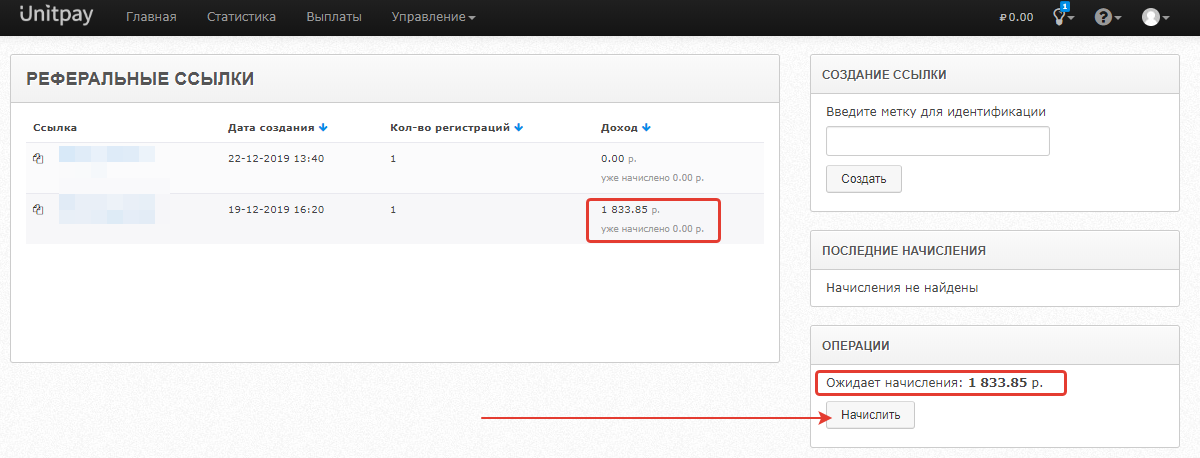 Unitpay Главная Статистика Выплаты Управление ₽0.00 1 ?
РЕФЕРАЛЬНЫЕ ССЫЛКИ
Ссылка Дата создания Кол-во регистраций Доход
22-12-2019 13:40 1 0.00 р.
уже начислено 0.00 р.
19-12-2019 16:20 1 1 833.85 р.
уже начислено 0.00 р.
СОЗДАНИЕ ССЫЛКИ
Введите метку для идентификации
Создать
ПОСЛЕДНИЕ НАЧИСЛЕНИЯ
Начисления не найдены
ОПЕРАЦИИ
Ожидает начисления: 1 833.85 р.
Начислить